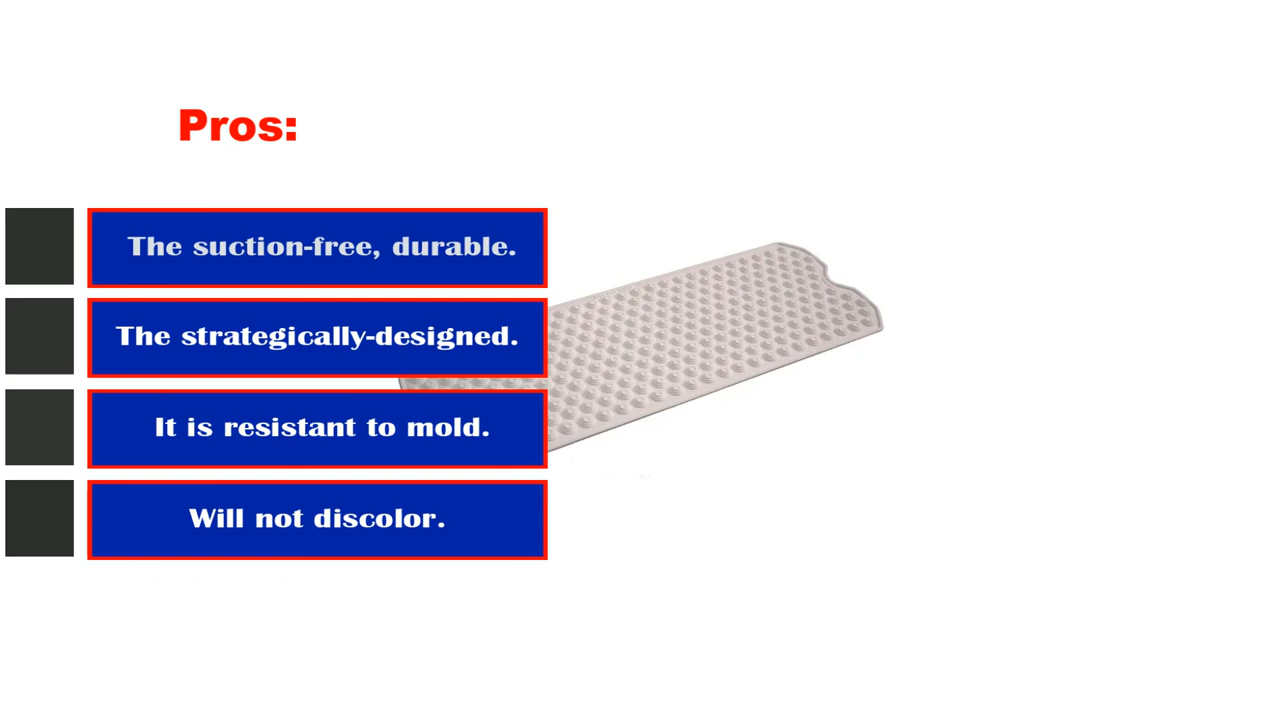 Pros:
The suction-free, durable.
The strategically-designed.
It is resistant to mold.
Will not discolor.